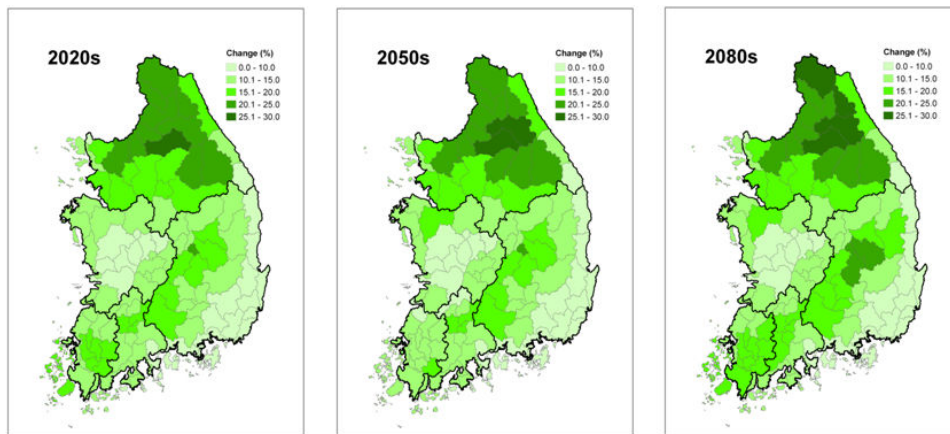 2020s
Change (%)
0.0 - 10.0
10.1 - 15.0
15.1 - 20.0
20.1 - 25.0
25.1 - 30.0
2050s
Change (%)
0.0 - 10.0
10.1 - 15.0
15.1 - 20.0
20.1 - 25.0
25.1 - 30.0
2080s
Change (%)
0.0 - 10.0
10.1 - 15.0
15.1 - 20.0
20.1 - 25.0
25.1 - 30.0